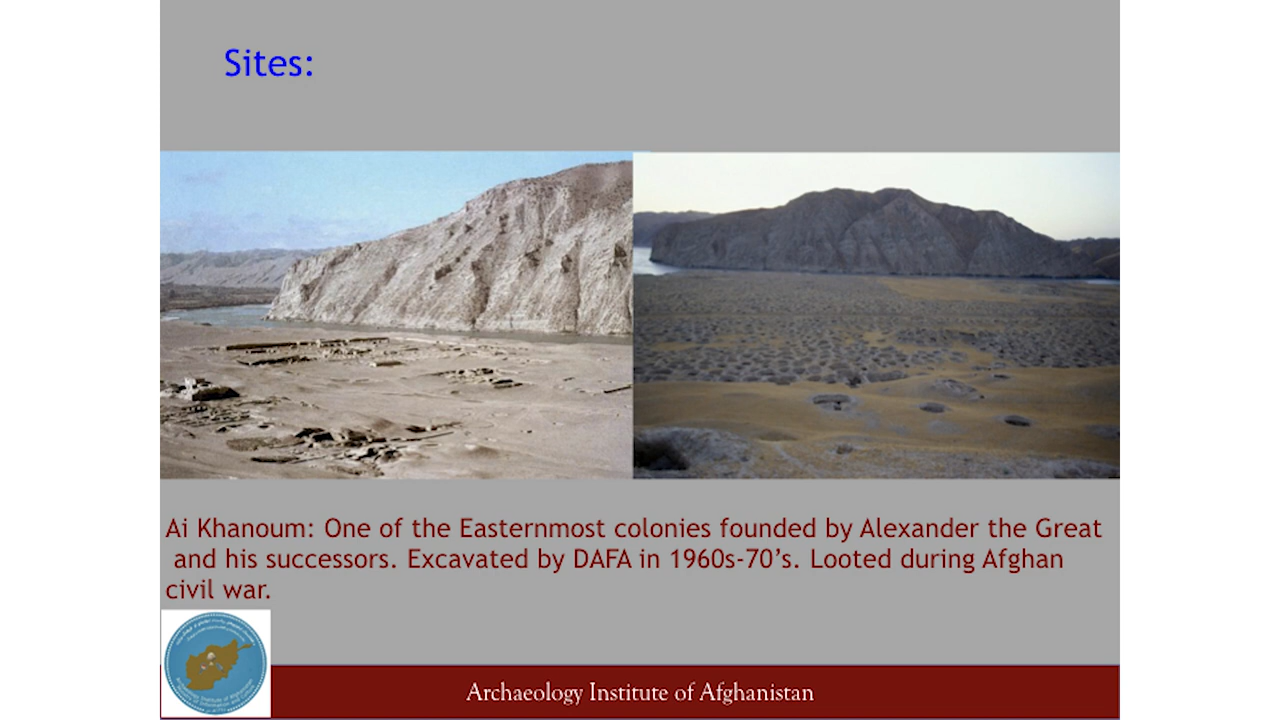 Sites:
Ai Khanoum: One of the Easternmost colonies founded by Alexander the Great
and his successors. Excavated by DAFA in 1960s-70’s. Looted during Afghan
civil war.
Archaeology Institute of Afghanistan